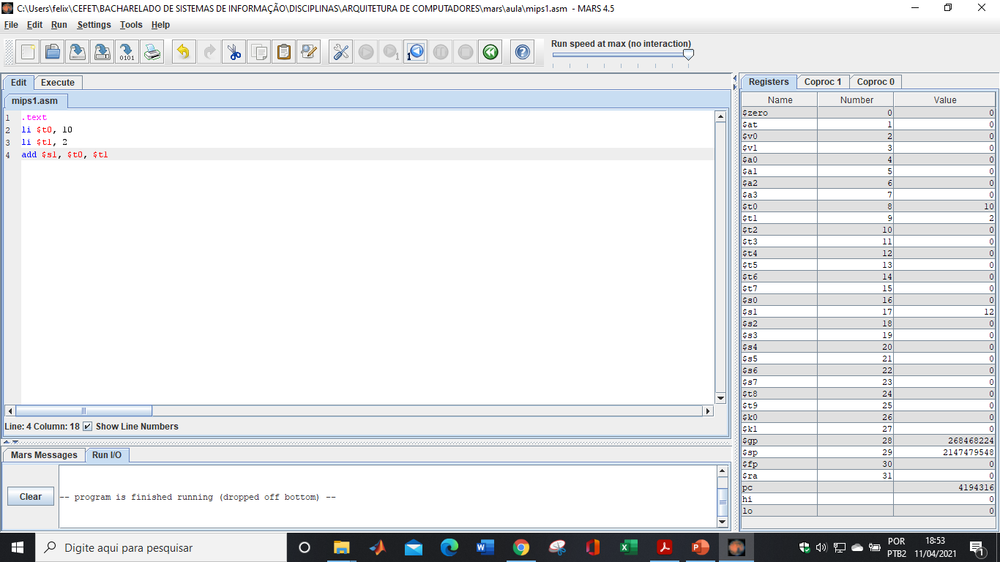 C:\Users\felix\CEFET\BACHARELADO DE SISTEMAS DE INFORMAÇÃO\DISCIPLINAS\ARQUITETURA DE COMPUTADORES\mars\aula\mips1.asm - MARS 4.5
File Edit Run Settings Tools Help
Run speed at max (no interaction)
Edit Execute
mips1.asm
1 .text
2 li $t0, 10
3 li $t1, 2
4 add $s1, $t0, $t1
Line: 4 Column: 18 Show Line Numbers
Mars Messages Run I/O
Clear
-- program is finished running (dropped off bottom) --
Registers Coproc 1 Coproc 0
Name Number Value
$zero 0 0
$at 1 0
$v0 2 0
$v1 3 0
$a0 4 0
$a1 5 0
$a2 6 0
$a3 7 0
$t0 8 10
$t1 9 2
$t2 10 0
$t3 11 0
$t4 12 0
$t5 13 0
$t6 14 0
$t7 15 0
$s0 16 0
$s1 17 12
$s2 18 0
$s3 19 0
$s4 20 0
$s5 21 0
$s6 22 0
$s7 23 0
$t8 24 0
$t9 25 0
$k0 26 0
$k1 27 0
$gp 28 268468224
$sp 29 2147479548
$fp 30 0
$ra 31 0
pc 4194316
hi 0
lo 0
Digite aqui para pesquisar
POR 18:53
PTB2 11/04/2021
1